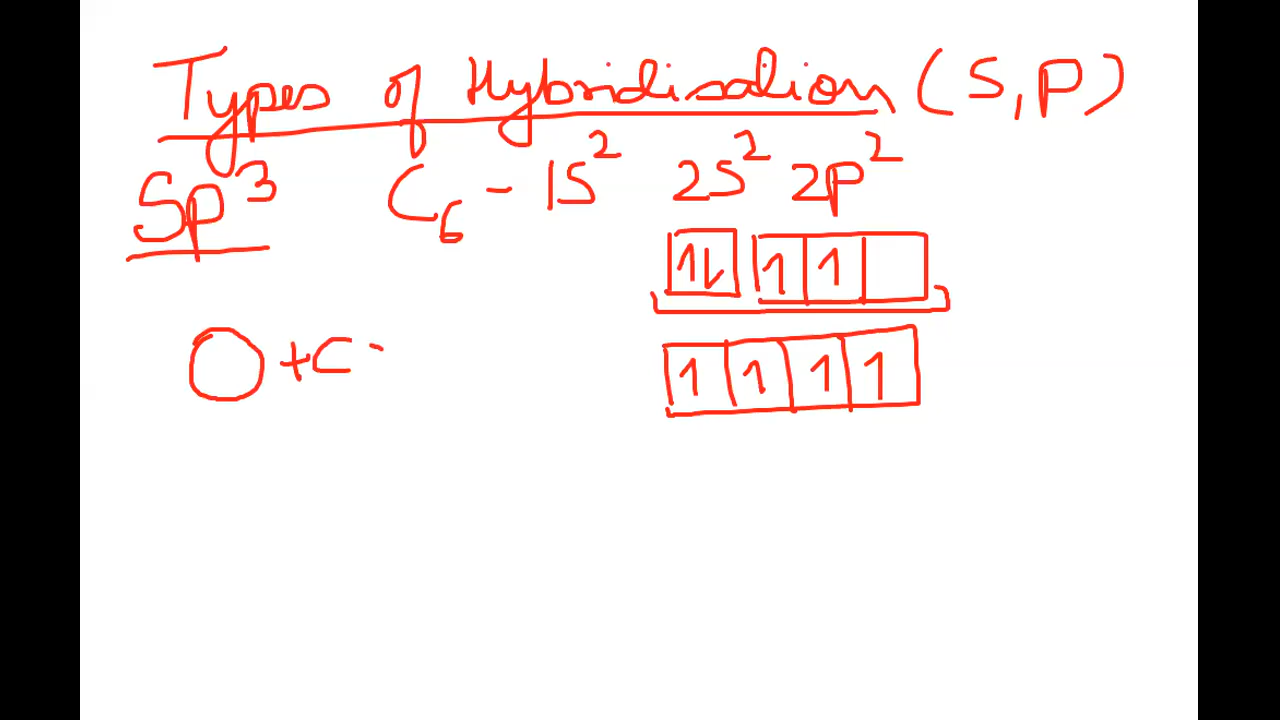 Types of Hybridisation (S,P)
Sp³ C₆ - 1S² 2S² 2P²
1⇂ 1 1
+
1 1 1 1